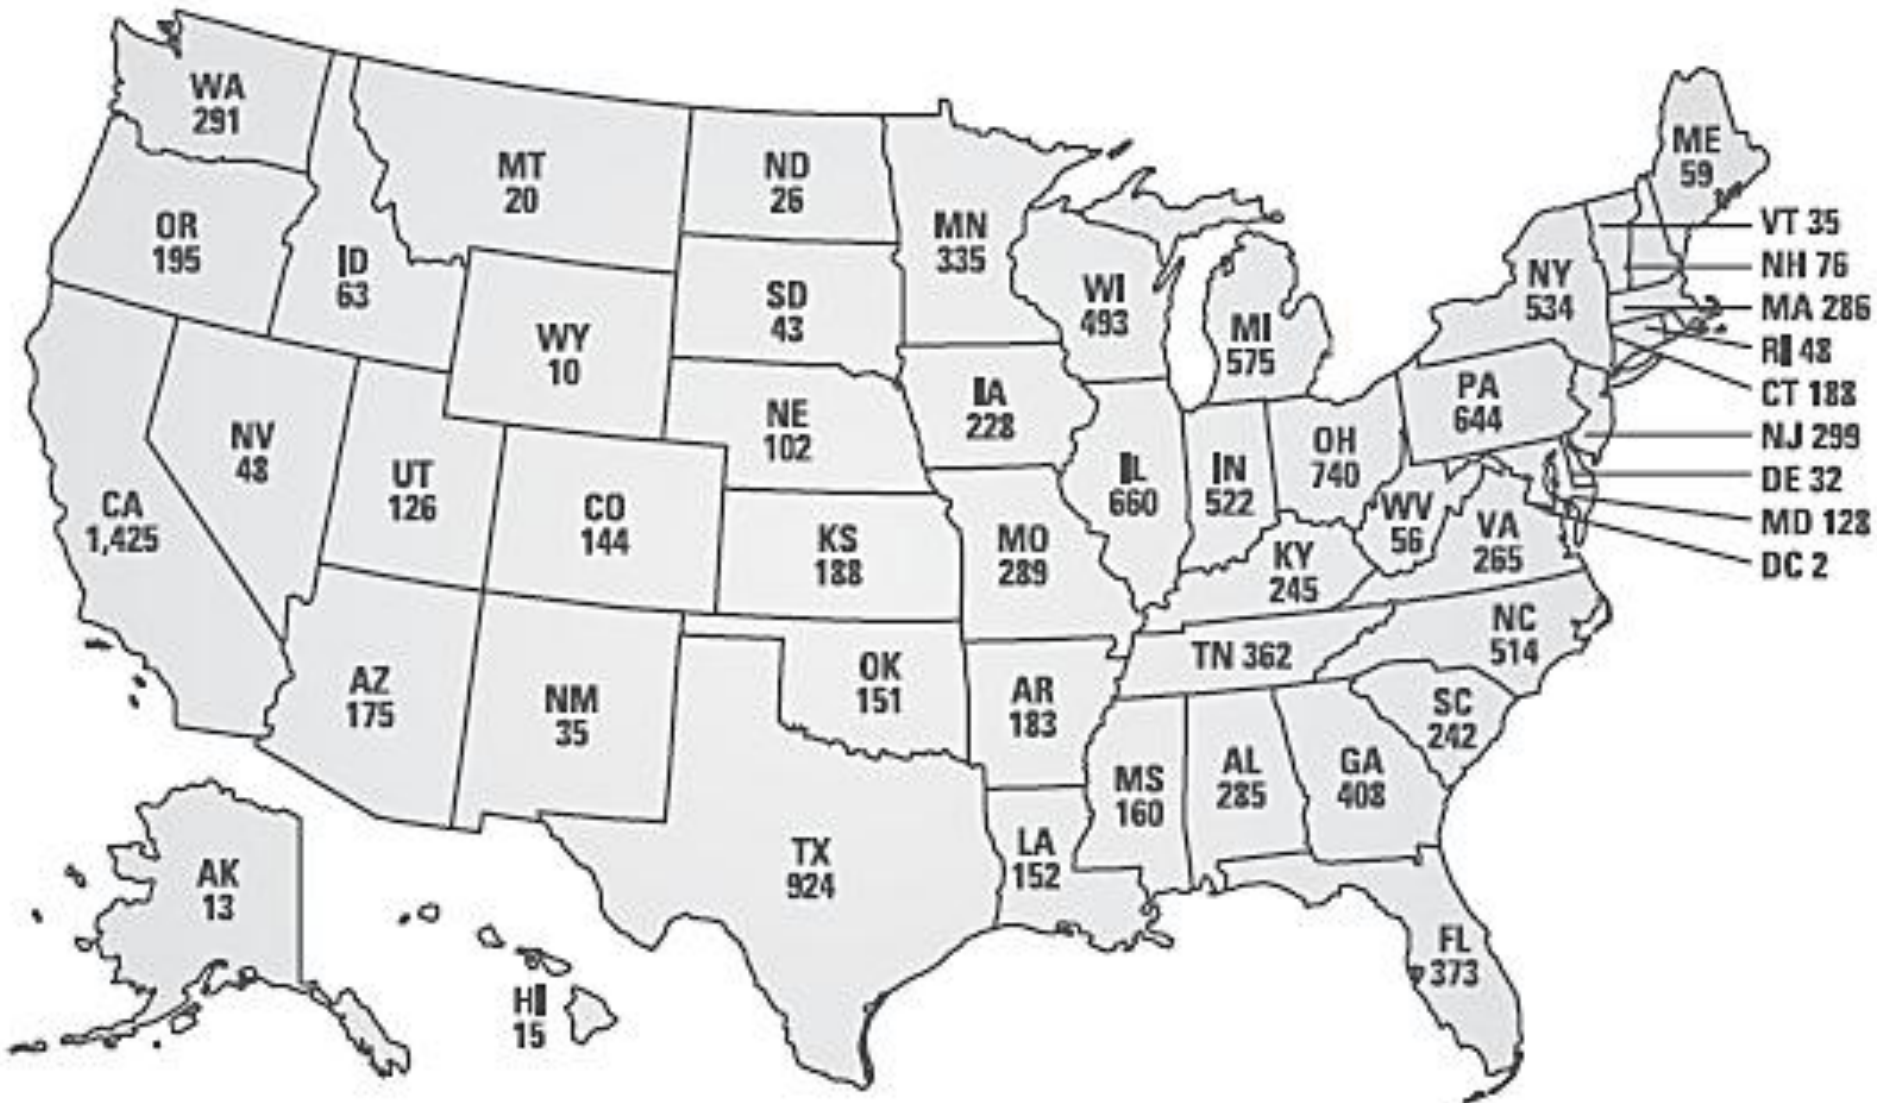 WA
291
OR
195
CA
1,425
NV
48
ID
63
MT
20
WY
10
UT
126
AZ
175
CO
144
NM
35
ND
26
SD
43
NE
102
KS
188
OK
151
TX
924
MN
335
IA
228
MO
289
AR
183
LA
152
WI
493
IL
660
MI
575
IN
522
OH
740
KY
245
TN 362
MS
160
AL
285
GA
408
FL
373
SC
242
NC
514
VA
265
WV
56
PA
644
NY
534
ME
59
VT 35
NH 76
MA 286
RI 48
CT 188
NJ 299
DE 32
MD 128
DC 2
AK
13
HI
15